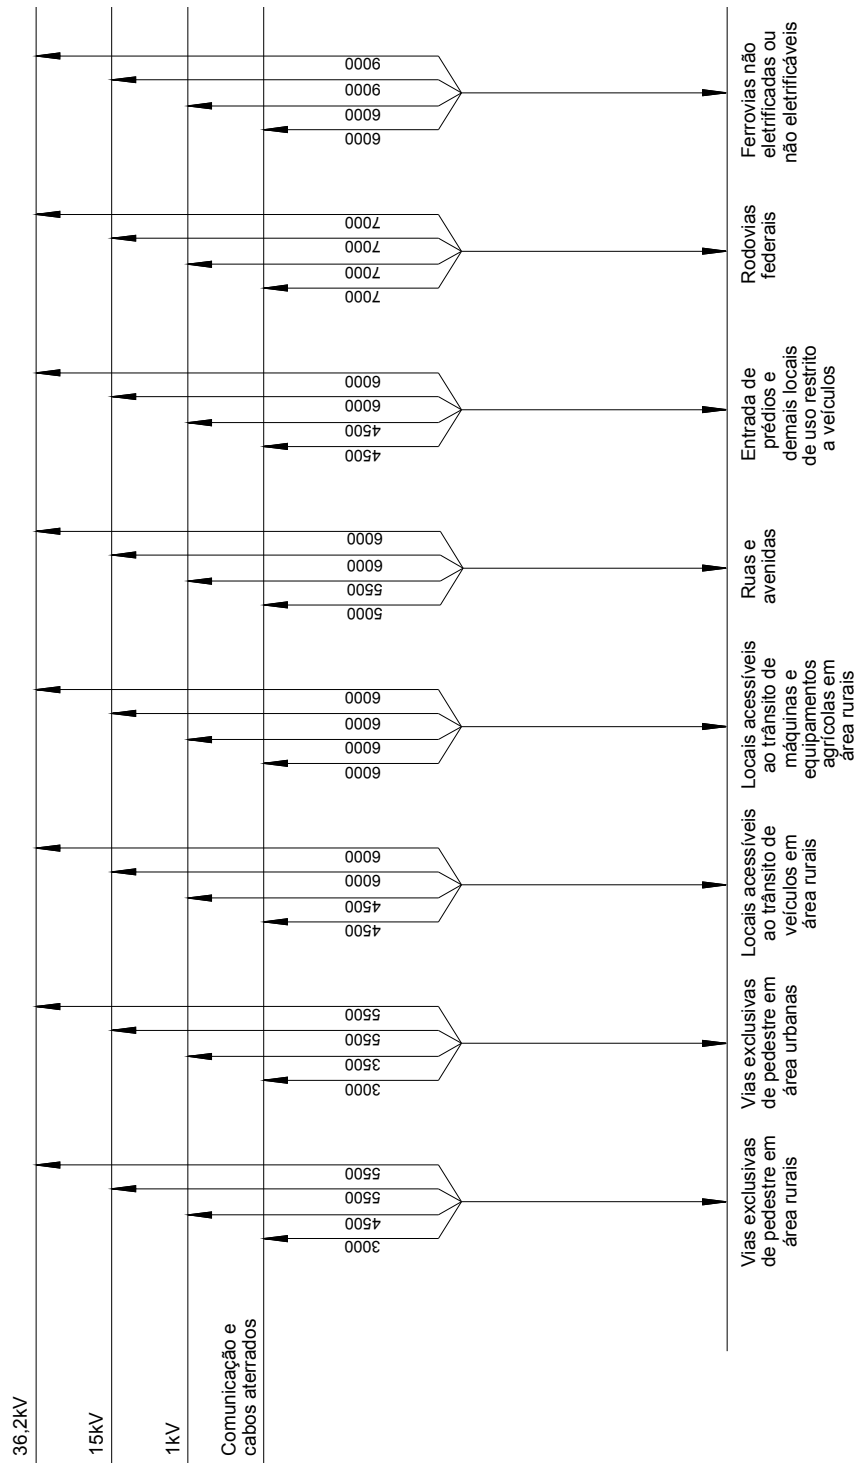 36,2kV
15kV
1kV
Comunicação e
cabos aterrados
3000
4500
5500
5500
Vias exclusivas
de pedestre em
área rurais
3000
3500
5500
5500
Vias exclusivas
de pedestre em
área urbanas
4500
4500
6000
6000
Locais acessíveis
ao trânsito de
veículos em
área rurais
6000
6000
6000
6000
Locais acessíveis
ao trânsito de
máquinas e
equipamentos
agrícolas em
área rurais
5000
5500
6000
6000
Ruas e
avenidas
4500
4500
6000
6000
Entrada de
prédios e
demais locais
de uso restrito
a veículos
7000
7000
7000
7000
Rodovias
federais
6000
6000
9000
9000
Ferrovias não
eletrificadas ou
não eletrificáveis